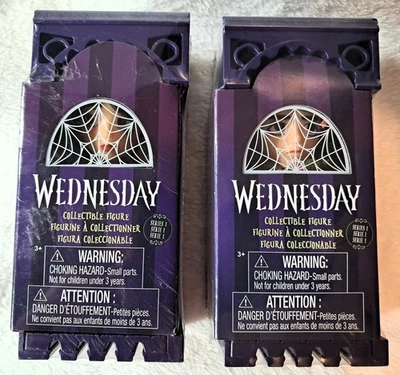 WEDNESDAY
COLLECTIBLE FIGURE
FIGURINE À COLLECTIONNER
FIGURA COLECCIONABLE
SERIES 1
SÉRIE 1
SERIE 1
3+
WARNING:
CHOKING HAZARD-Small parts.
Not for children under 3 years.
ATTENTION :
DANGER D'ÉTOUFFEMENT-Petites pièces.
Ne convient pas aux enfants de moins de 3 ans.
WEDNESDAY
COLLECTIBLE FIGURE
FIGURINE À COLLECTIONNER
FIGURA COLECCIONABLE
SERIES 1
SÉRIE 1
SERIE 1
3+
WARNING:
CHOKING HAZARD-Small parts.
Not for children under 3 years.
ATTENTION :
DANGER D'ÉTOUFFEMENT-Petites pièces.
Ne convient pas aux enfants de moins de 3 ans.